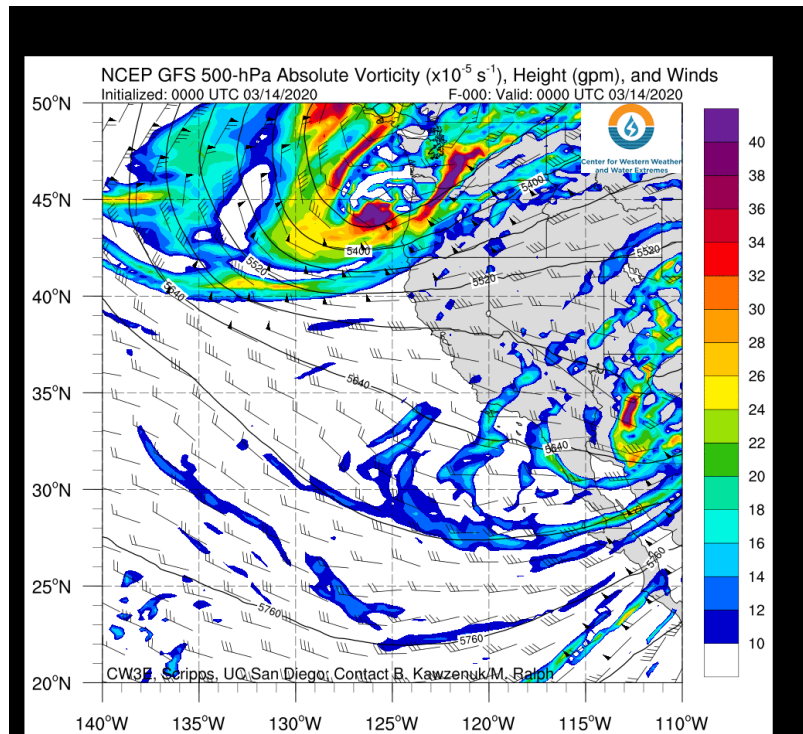 NCEP GFS 500-hPa Absolute Vorticity (x10⁻⁵ s⁻¹), Height (gpm), and Winds
Initialized: 0000 UTC 03/14/2020 F-000: Valid: 0000 UTC 03/14/2020
50°N
Center for Western Weather
and Water Extremes
40
38
36
34
32
30
28
26
24
22
20
18
16
14
12
10
45°N
5400
5400
5520
5520
5520
40°N
5640
5640
35°N
5640
30°N
25°N
5760
5760
5760
20°N
CW3E, Scripps, UC San Diego; Contact B. Kawzenuk/M. Ralph
140°W
135°W
130°W
125°W
120°W
115°W
110°W